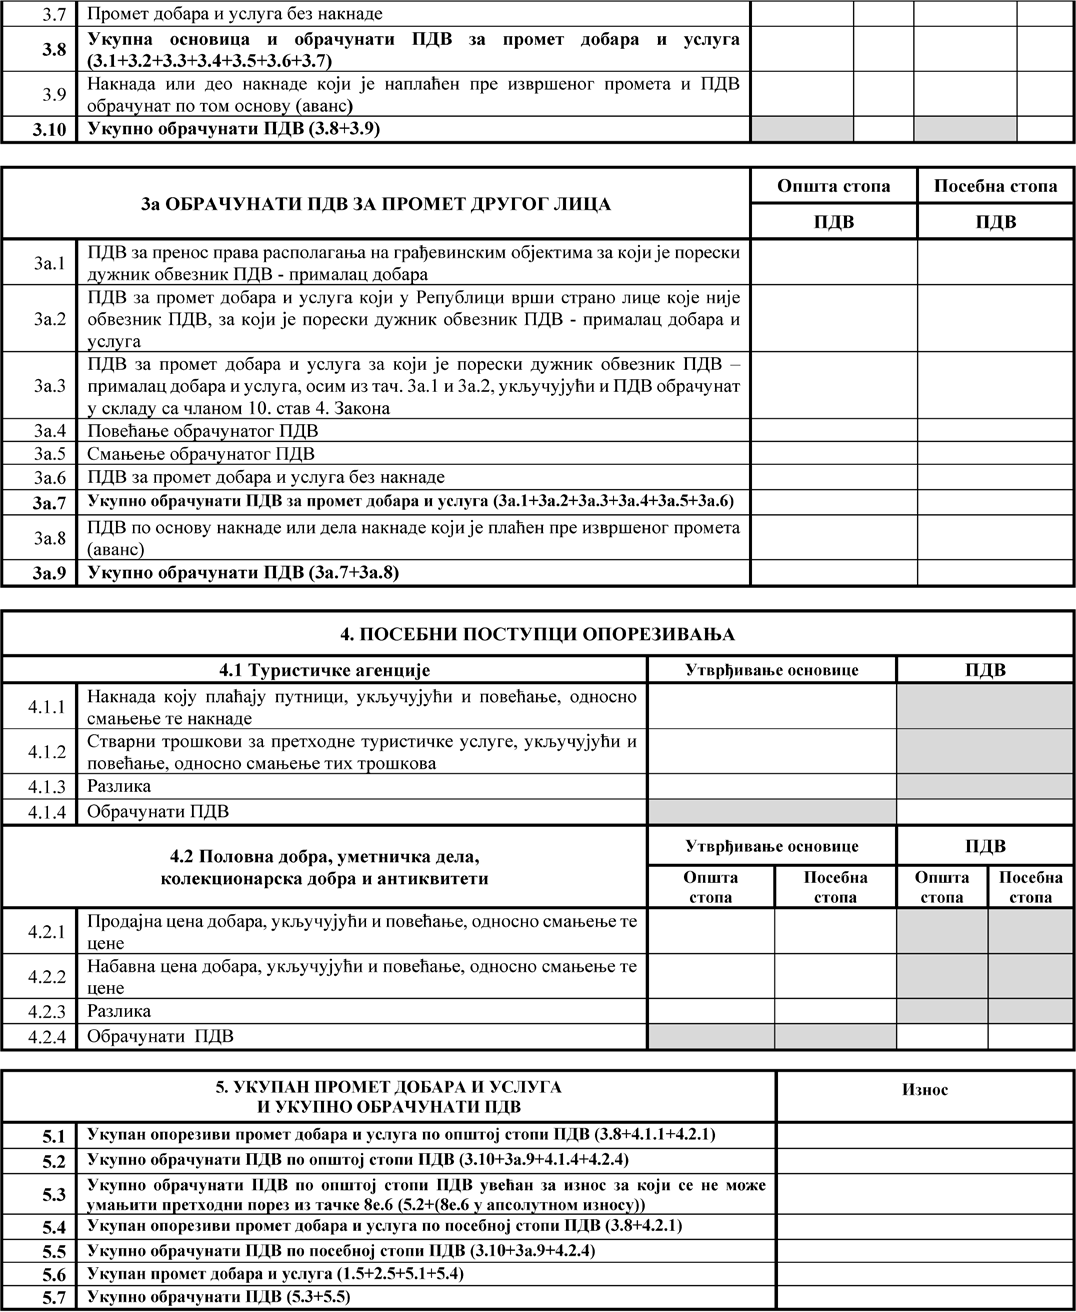 3.7 Промет добара и услуга без накнаде
3.8 Укупна основица и обрачунати ПДВ за промет добара и услуга
(3.1+3.2+3.3+3.4+3.5+3.6+3.7)
3.9 Накнада или део накнаде који је наплаћен пре извршеног промета и ПДВ
обрачунат по том основу (аванс)
3.10 Укупно обрачунати ПДВ (3.8+3.9)
3а ОБРАЧУНАТИ ПДВ ЗА ПРОМЕТ ДРУГОГ ЛИЦА
Општа стопа Посебна стопа
ПДВ ПДВ
3а.1 ПДВ за пренос права располагања на грађевинским објектима за који је порески
дужник обвезник ПДВ - прималац добара
3а.2 ПДВ за промет добара и услуга који у Републици врши страно лице које није
обвезник ПДВ, за који је порески дужник обвезник ПДВ - прималац добара и
услуга
3а.3 ПДВ за промет добара и услуга за који је порески дужник обвезник ПДВ –
прималац добара и услуга, осим из тач. 3а.1 и 3а.2, укључујући и ПДВ обрачунат
у складу са чланом 10. став 4. Закона
3а.4 Повећање обрачунатог ПДВ
3а.5 Смањење обрачунатог ПДВ
3а.6 ПДВ за промет добара и услуга без накнаде
3а.7 Укупно обрачунати ПДВ за промет добара и услуга (3а.1+3а.2+3а.3+3а.4+3а.5+3а.6)
3а.8 ПДВ по основу накнаде или дела накнаде који је плаћен пре извршеног промета
(аванс)
3а.9 Укупно обрачунати ПДВ (3а.7+3а.8)
4. ПОСЕБНИ ПОСТУПЦИ ОПОРЕЗИВАЊА
4.1 Туристичке агенције Утврђивање основице ПДВ
4.1.1 Накнада коју плаћају путници, укључујући и повећање, односно
смањење те накнаде
4.1.2 Стварни трошкови за претходне туристичке услуге, укључујући и
повећање, односно смањење тих трошкова
4.1.3 Разлика
4.1.4 Обрачунати ПДВ
4.2 Половна добра, уметничка дела,
колекционарска добра и антиквитети
Утврђивање основице ПДВ
Општа стопа Посебна стопа Општа стопа Посебна стопа
4.2.1 Продајна цена добара, укључујући и повећање, односно смањење те
цене
4.2.2 Набавна цена добара, укључујући и повећање, односно смањење те
цене
4.2.3 Разлика
4.2.4 Обрачунати ПДВ
5. УКУПАН ПРОМЕТ ДОБАРА И УСЛУГА
И УКУПНО ОБРАЧУНАТИ ПДВ
Износ
5.1 Укупан опорезиви промет добара и услуга по општој стопи ПДВ (3.8+4.1.1+4.2.1)
5.2 Укупно обрачунати ПДВ по општој стопи ПДВ (3.10+3а.9+4.1.4+4.2.4)
5.3 Укупно обрачунати ПДВ по општој стопи ПДВ увећан за износ за који се не може
умањити претходни порез из тачке 8е.6 (5.2+(8е.6 у апсолутном износу))
5.4 Укупан опорезиви промет добара и услуга по посебној стопи ПДВ (3.8+4.2.1)
5.5 Укупно обрачунати ПДВ по посебној стопи ПДВ (3.10+3а.9+4.2.4)
5.6 Укупан промет добара и услуга (1.5+2.5+5.1+5.4)
5.7 Укупно обрачунати ПДВ (5.3+5.5)